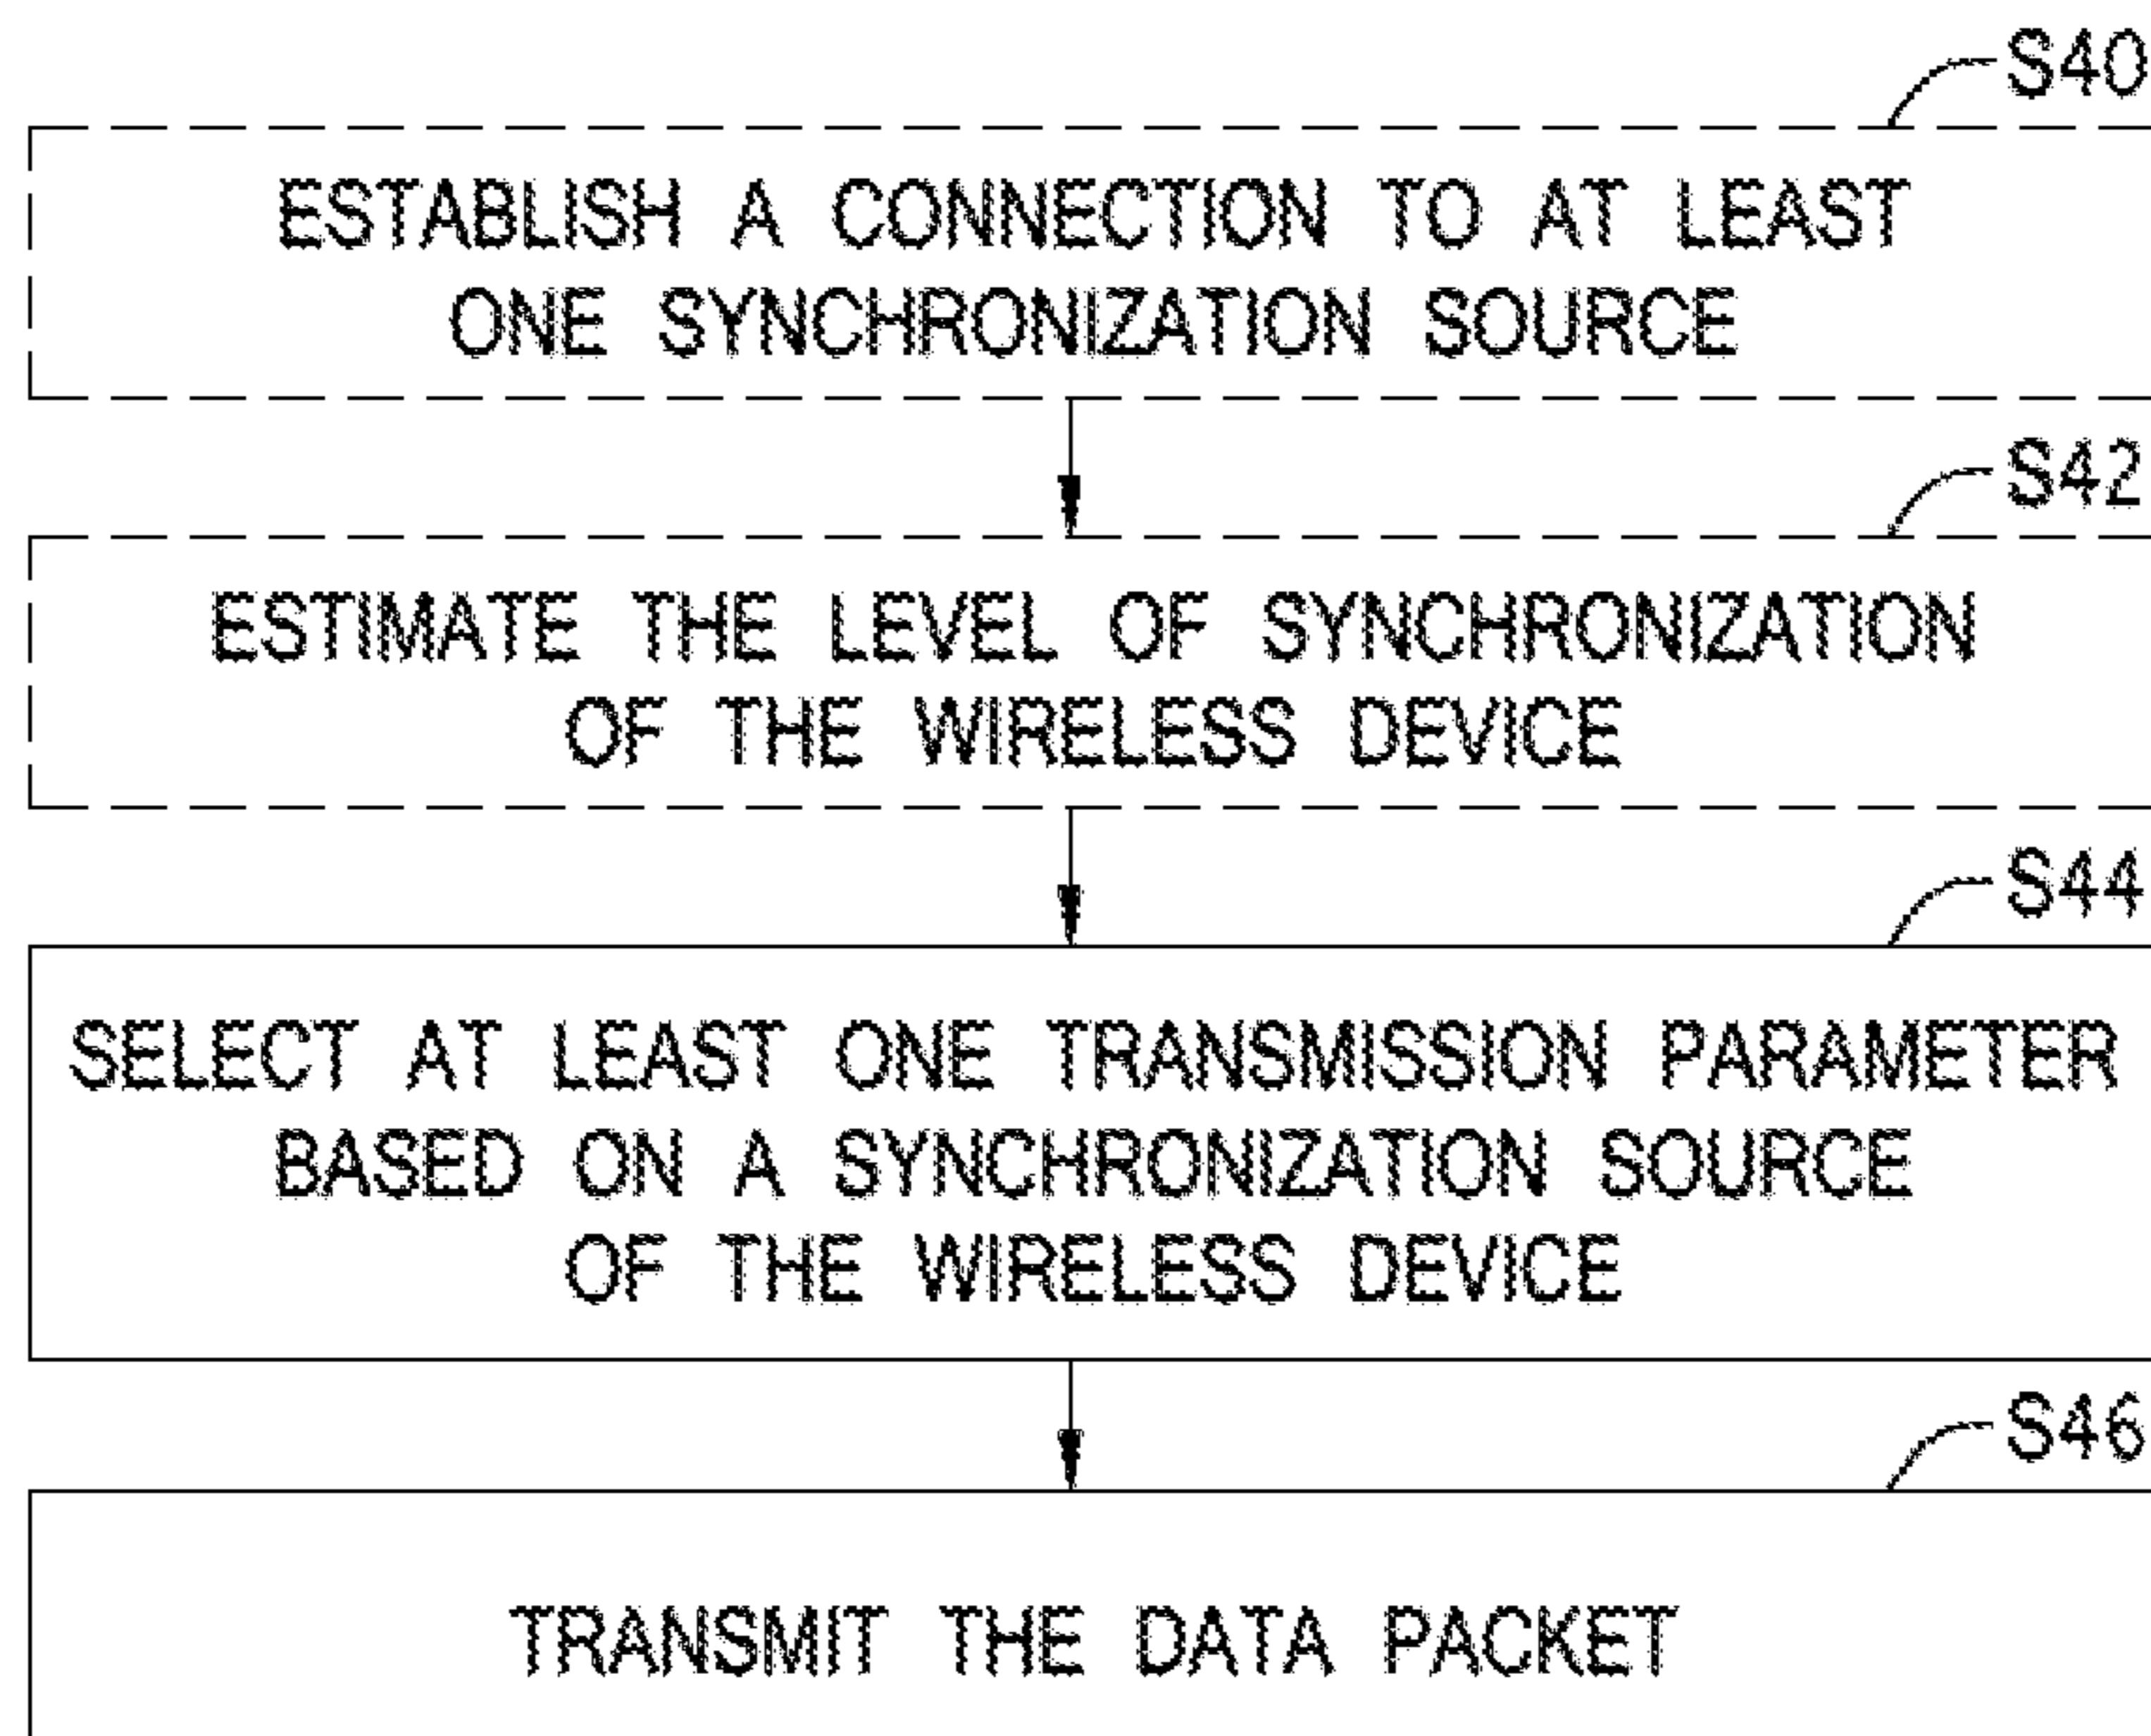 S40
ESTABLISH A CONNECTION TO AT LEAST
ONE SYNCHRONIZATION SOURCE
S42
ESTIMATE THE LEVEL OF SYNCHRONIZATION
OF THE WIRELESS DEVICE
S44
SELECT AT LEAST ONE TRANSMISSION PARAMETER
BASED ON A SYNCHRONIZATION SOURCE
OF THE WIRELESS DEVICE
S46
TRANSMIT THE DATA PACKET